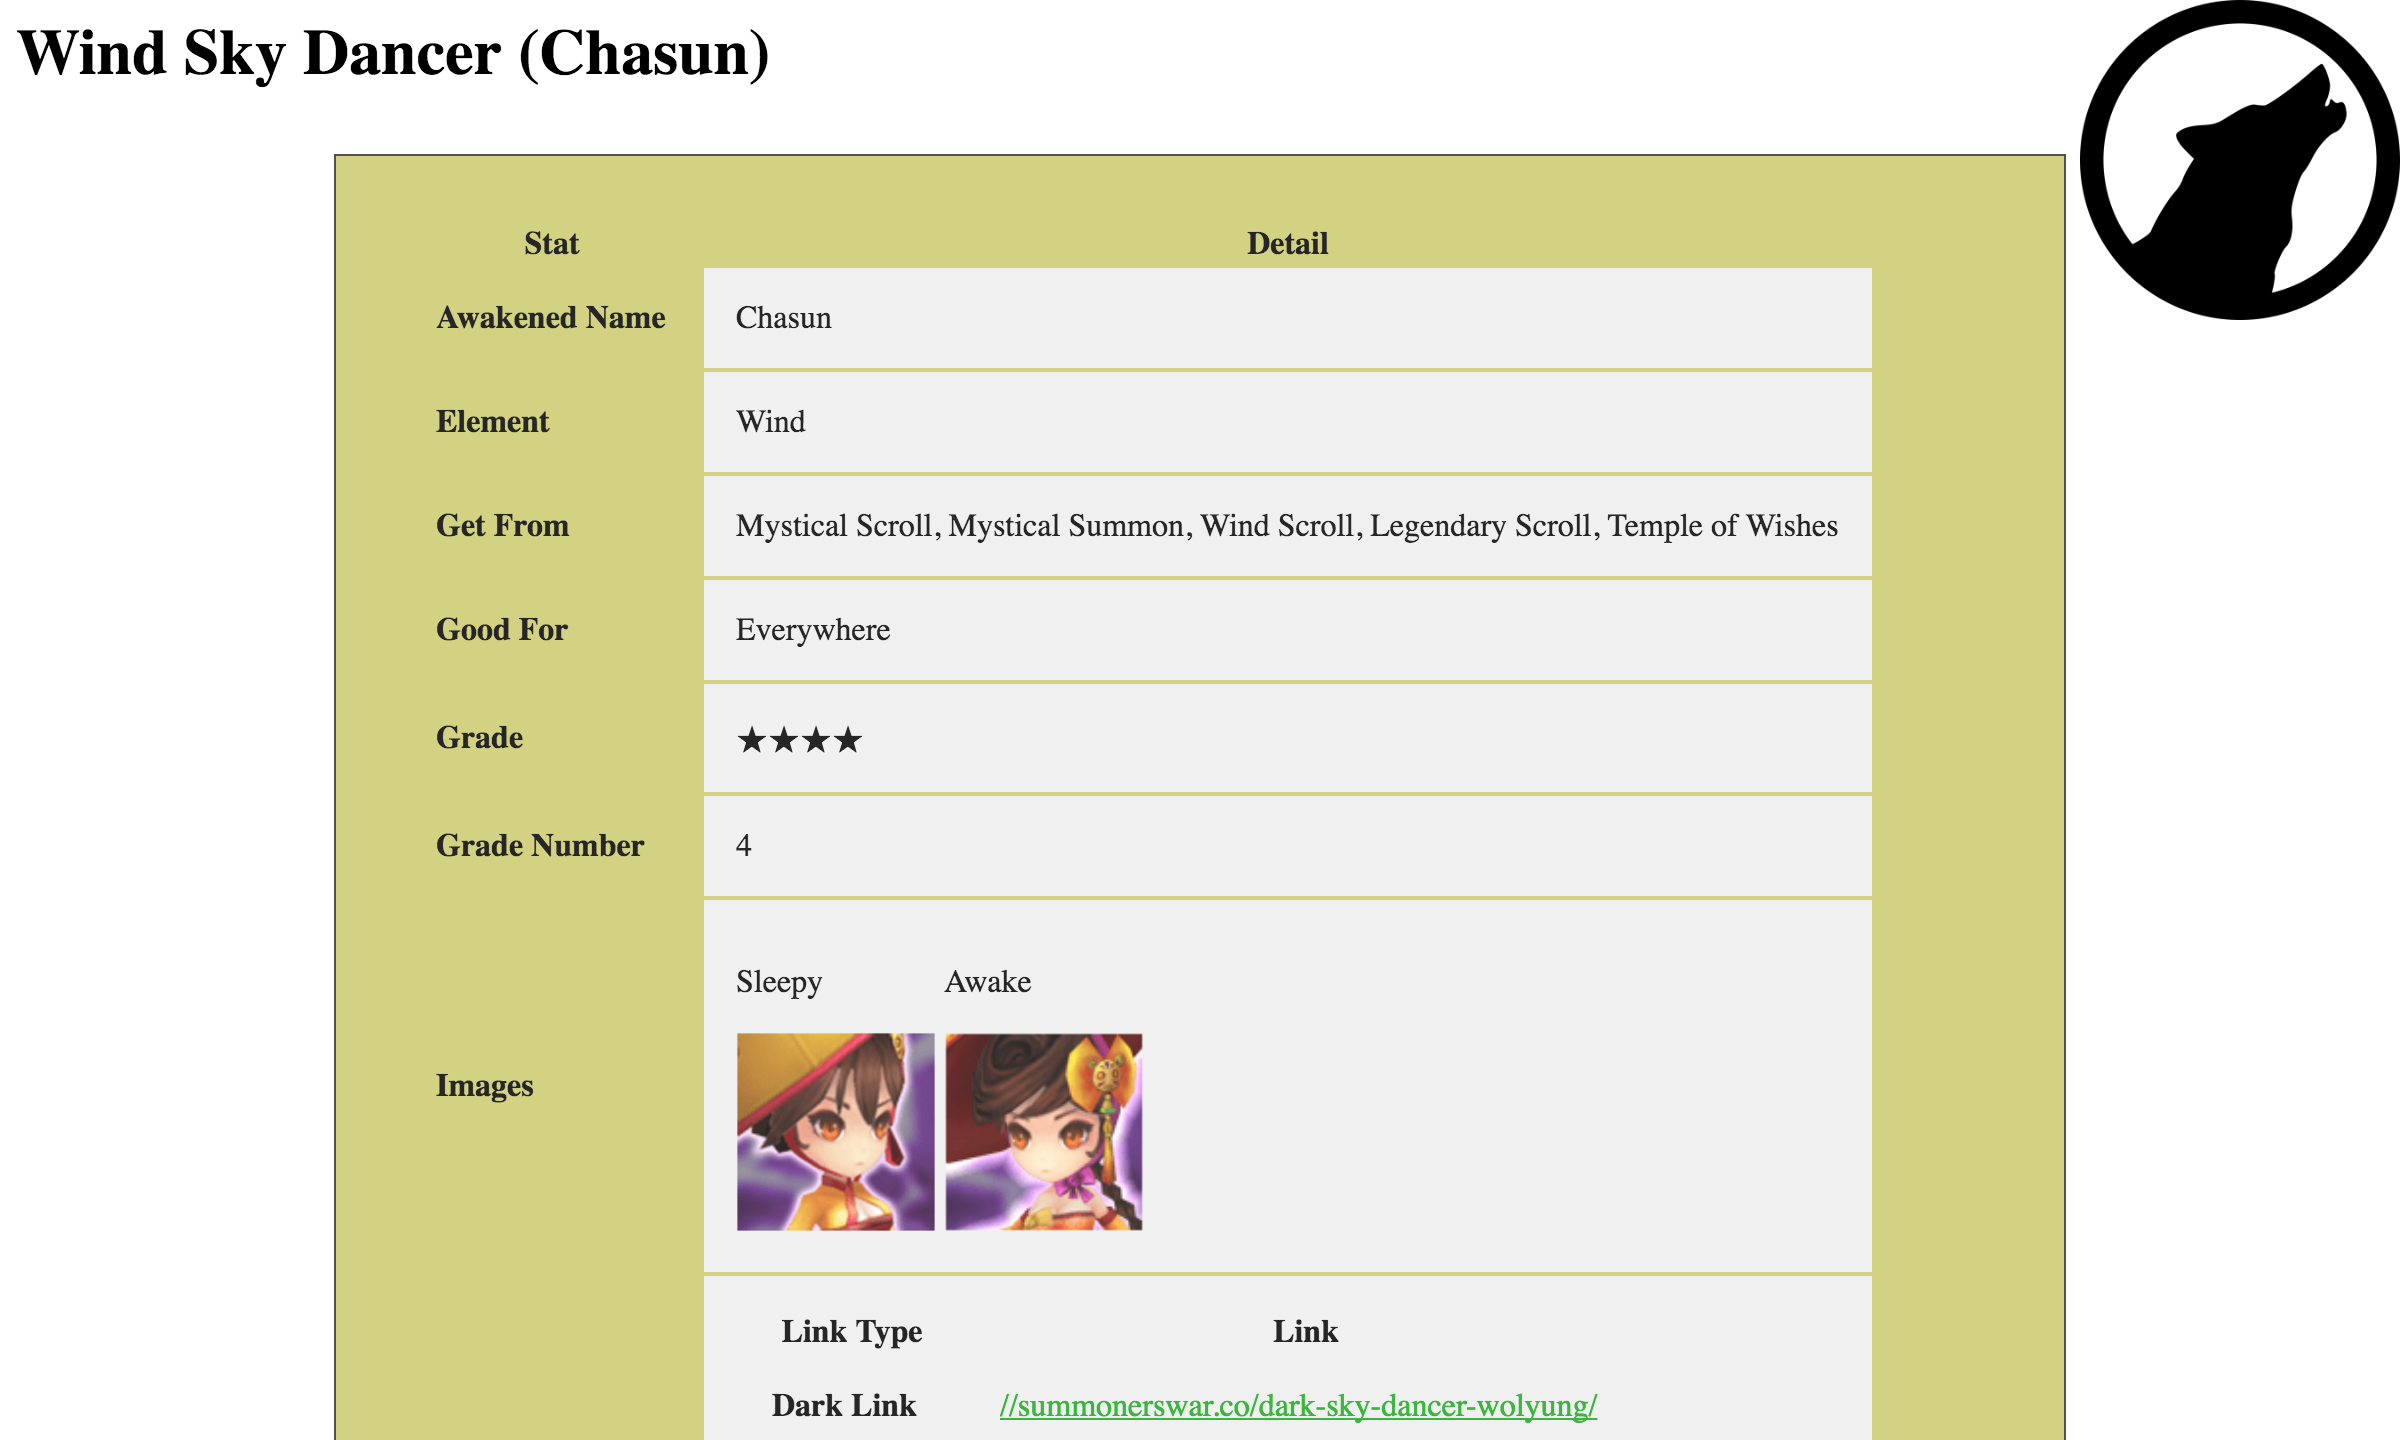 Wind Sky Dancer (Chasun)
Stat Detail
Awakened Name Chasun
Element Wind
Get From Mystical Scroll, Mystical Summon, Wind Scroll, Legendary Scroll, Temple of Wishes
Good For Everywhere
Grade ★★★★
Grade Number 4
Sleepy Awake
Images
Link Type Link
Dark Link //summonerswar.co/dark-sky-dancer-wolyung/